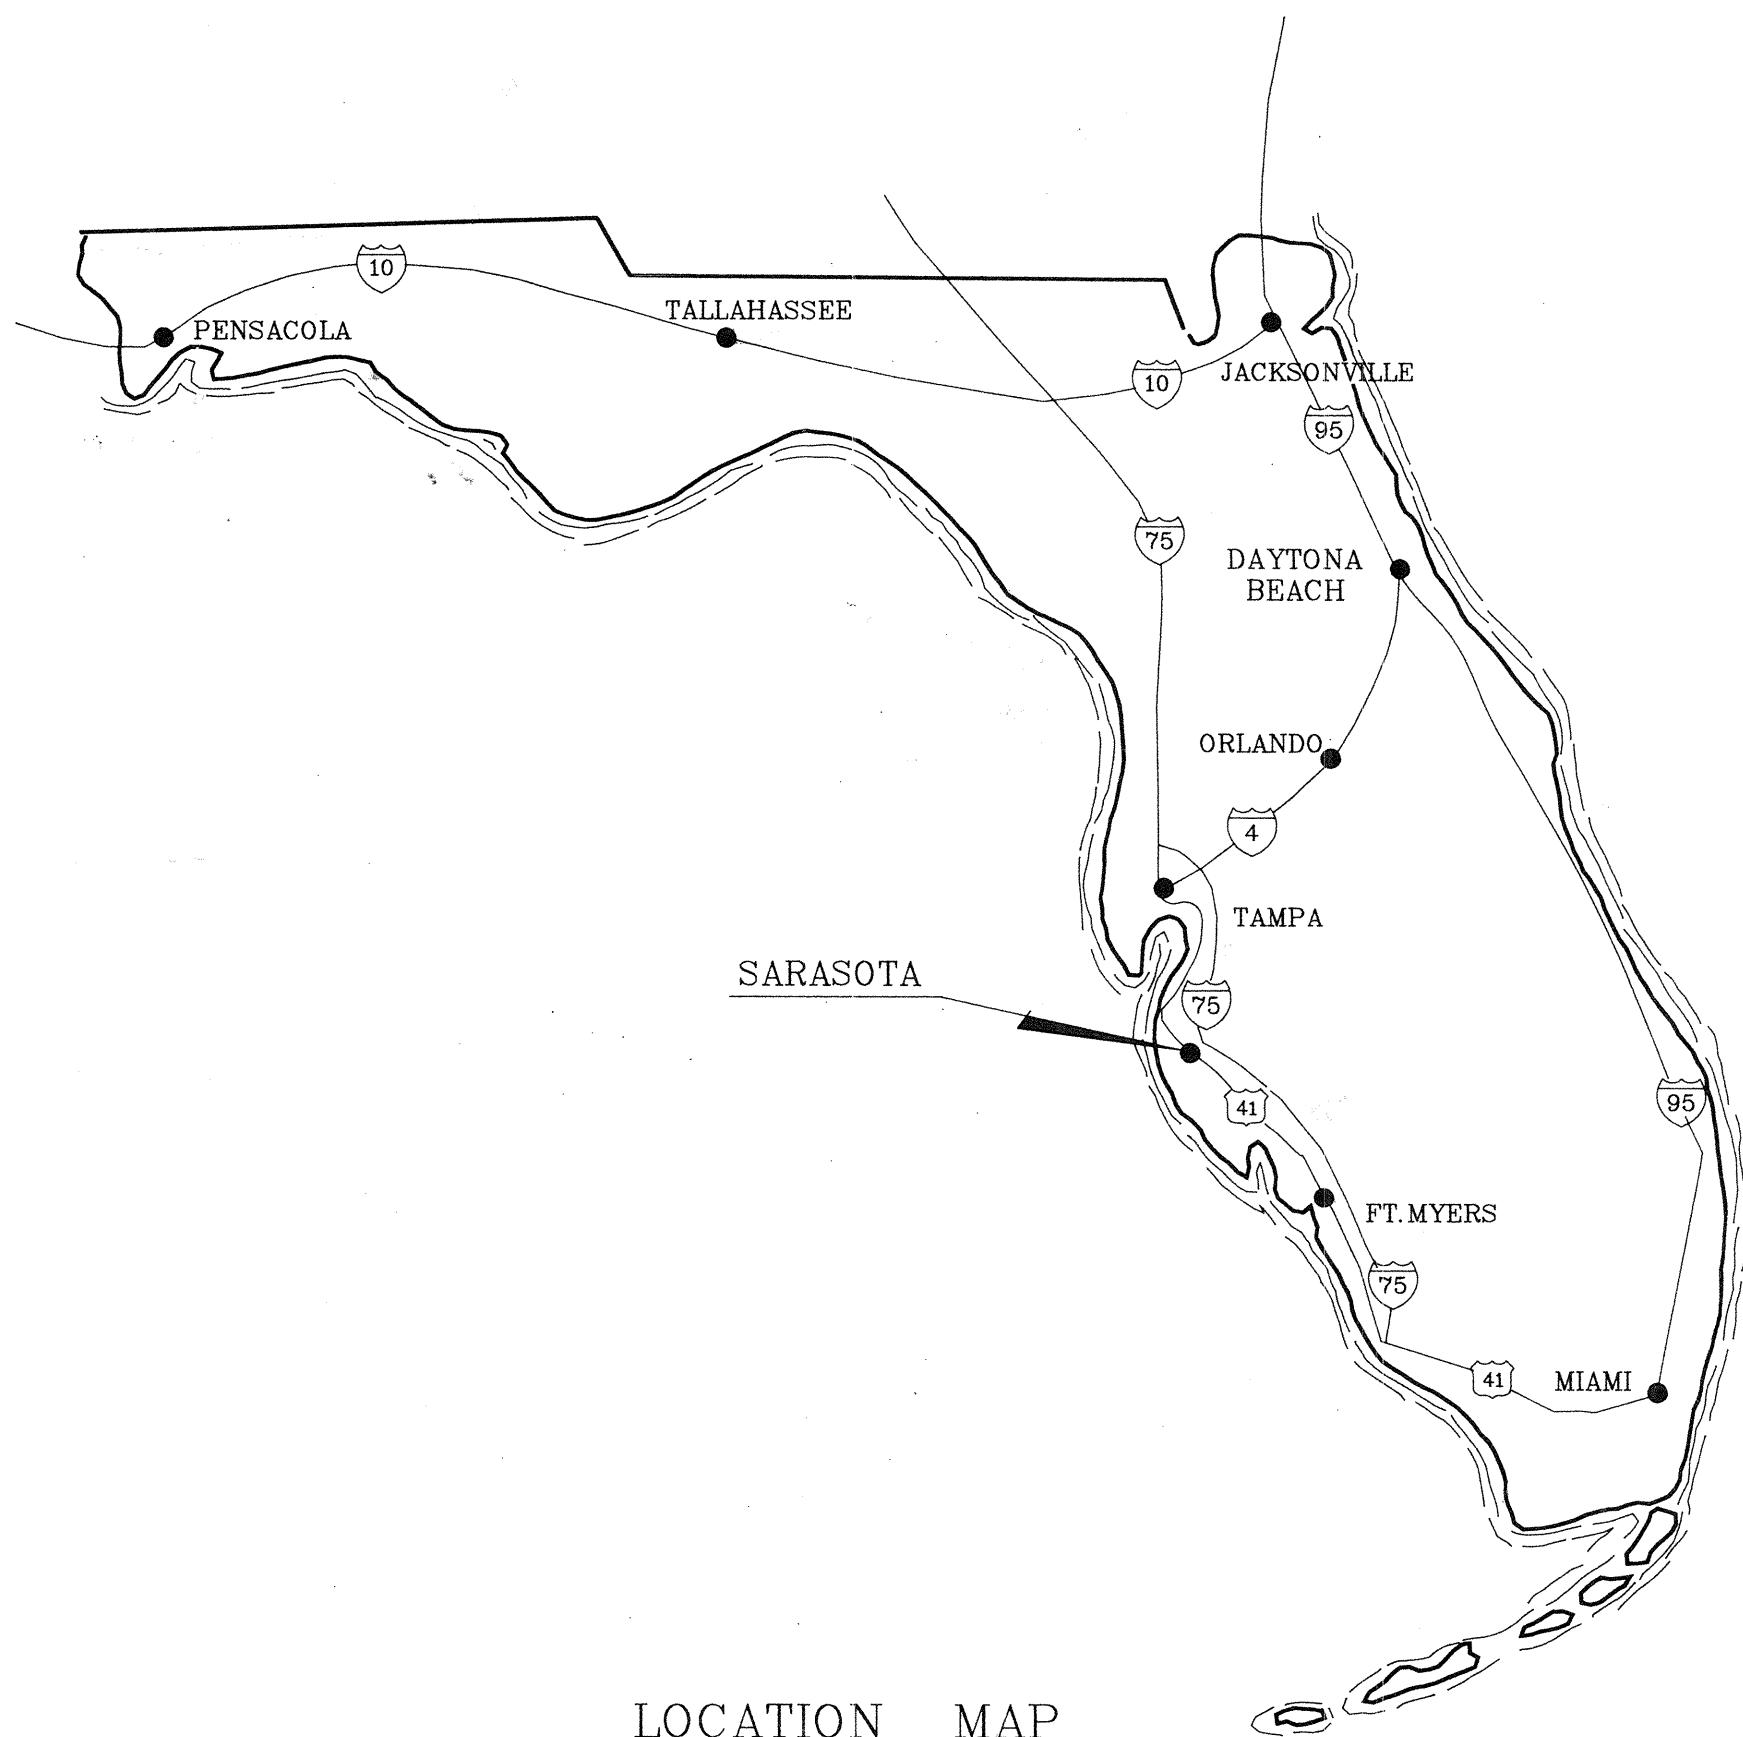 10
TALLAHASSEE
PENSACOLA
10
JACKSONVILLE
95
75
DAYTONA
BEACH
ORLANDO
4
TAMPA
SARASOTA
75
95
41
FT. MYERS
75
41
MIAMI
LOCATION MAP